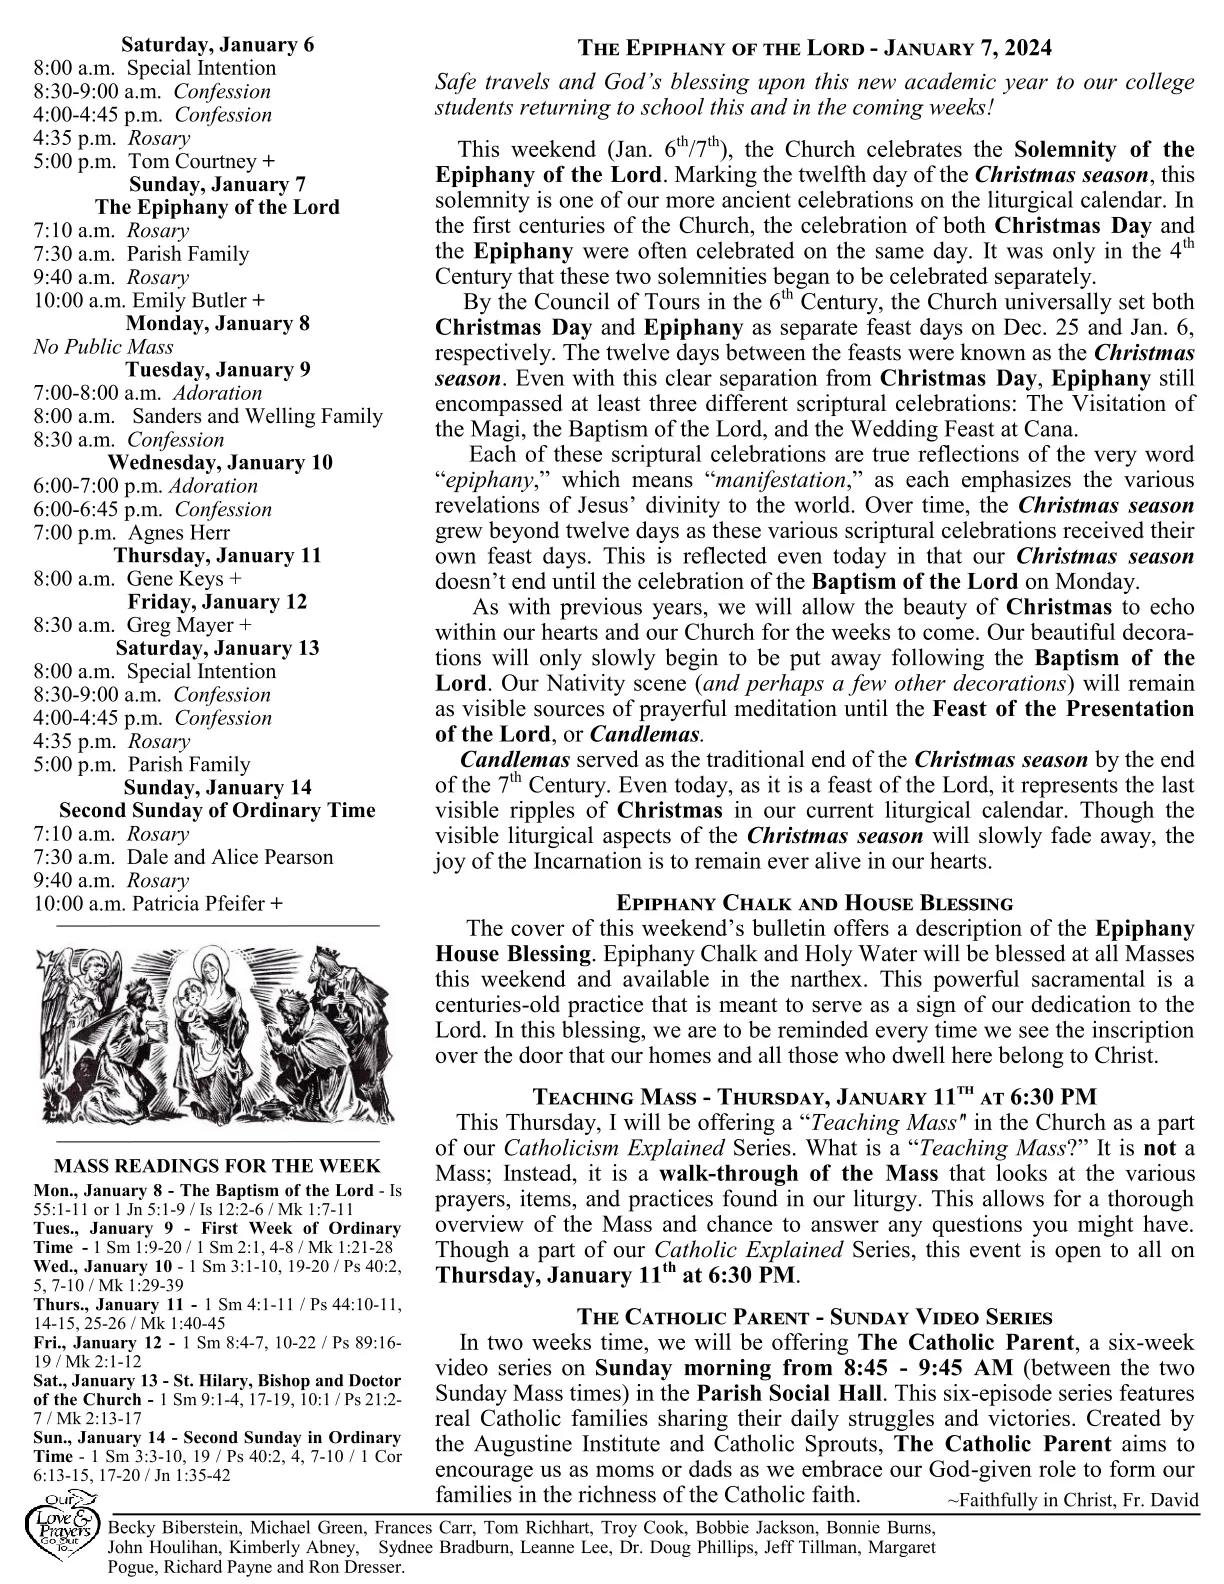 Saturday, January 6
8:00 a.m.  Special Intention
8:30-9:00 a.m.  Confession
4:00-4:45 p.m.  Confession
4:35 p.m.  Rosary
5:00 p.m.  Tom Courtney +
Sunday, January 7
The Epiphany of the Lord
7:10 a.m.  Rosary
7:30 a.m.  Parish Family
9:40 a.m.  Rosary
10:00 a.m. Emily Butler +
Monday, January 8
No Public Mass
Tuesday, January 9
7:00-8:00 a.m.  Adoration
8:00 a.m.   Sanders and Welling Family
8:30 a.m.  Confession
Wednesday, January 10
6:00-7:00 p.m. Adoration
6:00-6:45 p.m.  Confession
7:00 p.m.  Agnes Herr
Thursday, January 11
8:00 a.m.  Gene Keys +
Friday, January 12
8:30 a.m.  Greg Mayer +
Saturday, January 13
8:00 a.m.  Special Intention
8:30-9:00 a.m.  Confession
4:00-4:45 p.m.  Confession
4:35 p.m.  Rosary
5:00 p.m.  Parish Family
Sunday, January 14
Second Sunday of Ordinary Time
7:10 a.m.  Rosary
7:30 a.m.  Dale and Alice Pearson
9:40 a.m.  Rosary
10:00 a.m. Patricia Pfeifer +
MASS READINGS FOR THE WEEK
Mon., January 8 - The Baptism of the Lord - Is
55:1-11 or 1 Jn 5:1-9 / Is 12:2-6 / Mk 1:7-11
Tues., January 9 - First Week of Ordinary
Time - 1 Sm 1:9-20 / 1 Sm 2:1, 4-8 / Mk 1:21-28
Wed., January 10 - 1 Sm 3:1-10, 19-20 / Ps 40:2,
5, 7-10 / Mk 1:29-39
Thurs., January 11 - 1 Sm 4:1-11 / Ps 44:10-11,
14-15, 25-26 / Mk 1:40-45
Fri., January 12 - 1 Sm 8:4-7, 10-22 / Ps 89:16-
19 / Mk 2:1-12
Sat., January 13 - St. Hilary, Bishop and Doctor
of the Church - 1 Sm 9:1-4, 17-19, 10:1 / Ps 21:2-
7 / Mk 2:13-17
Sun., January 14 - Second Sunday in Ordinary
Time - 1 Sm 3:3-10, 19 / Ps 40:2, 4, 7-10 / 1 Cor
6:13-15, 17-20 / Jn 1:35-42
THE EPIPHANY OF THE LORD - JANUARY 7, 2024
Safe travels and God's blessing upon this new academic year to our college
students returning to school this and in the coming weeks!
This weekend (Jan. 6th/7th), the Church celebrates the Solemnity of the
Epiphany of the Lord. Marking the twelfth day of the Christmas season, this
solemnity is one of our more ancient celebrations on the liturgical calendar. In
the first centuries of the Church, the celebration of both Christmas Day and
the Epiphany were often celebrated on the same day. It was only in the 4th
Century that these two solemnities began to be celebrated separately.
By the Council of Tours in the 6th Century, the Church universally set both
Christmas Day and Epiphany as separate feast days on Dec. 25 and Jan. 6,
respectively. The twelve days between the feasts were known as the Christmas
season. Even with this clear separation from Christmas Day, Epiphany still
encompassed at least three different scriptural celebrations: The Visitation of
the Magi, the Baptism of the Lord, and the Wedding Feast at Cana.
Each of these scriptural celebrations are true reflections of the very word
“epiphany,” which means “manifestation,” as each emphasizes the various
revelations of Jesus’ divinity to the world. Over time, the Christmas season
grew beyond twelve days as these various scriptural celebrations received their
own feast days. This is reflected even today in that our Christmas season
doesn’t end until the celebration of the Baptism of the Lord on Monday.
As with previous years, we will allow the beauty of Christmas to echo
within our hearts and our Church for the weeks to come. Our beautiful decora-
tions will only slowly begin to be put away following the Baptism of the
Lord. Our Nativity scene (and perhaps a few other decorations) will remain
as visible sources of prayerful meditation until the Feast of the Presentation
of the Lord, or Candlemas.
Candlemas served as the traditional end of the Christmas season by the end
of the 7th Century. Even today, as it is a feast of the Lord, it represents the last
visible ripples of Christmas in our current liturgical calendar. Though the
visible liturgical aspects of the Christmas season will slowly fade away, the
joy of the Incarnation is to remain ever alive in our hearts.
EPIPHANY CHALK AND HOUSE BLESSING
The cover of this weekend’s bulletin offers a description of the Epiphany
House Blessing. Epiphany Chalk and Holy Water will be blessed at all Masses
this weekend and available in the narthex. This powerful sacramental is a
centuries-old practice that is meant to serve as a sign of our dedication to the
Lord. In this blessing, we are to be reminded every time we see the inscription
over the door that our homes and all those who dwell here belong to Christ.
TEACHING MASS - THURSDAY, JANUARY 11TH AT 6:30 PM
This Thursday, I will be offering a “Teaching Mass" in the Church as a part
of our Catholicism Explained Series. What is a “Teaching Mass?” It is not a
Mass; Instead, it is a walk-through of the Mass that looks at the various
prayers, items, and practices found in our liturgy. This allows for a thorough
overview of the Mass and chance to answer any questions you might have.
Though a part of our Catholic Explained Series, this event is open to all on
Thursday, January 11th at 6:30 PM.
THE CATHOLIC PARENT - SUNDAY VIDEO SERIES
In two weeks time, we will be offering The Catholic Parent, a six-week
video series on Sunday morning from 8:45 - 9:45 AM (between the two
Sunday Mass times) in the Parish Social Hall. This six-episode series features
real Catholic families sharing their daily struggles and victories. Created by
the Augustine Institute and Catholic Sprouts, The Catholic Parent aims to
encourage us as moms or dads as we embrace our God-given role to form our
families in the richness of the Catholic faith.
~Faithfully in Christ, Fr. David
Our
Love &
Prayers
Go Out
To...
Becky Biberstein, Michael Green, Frances Carr, Tom Richhart, Troy Cook, Bobbie Jackson, Bonnie Burns,
John Houlihan, Kimberly Abney,   Sydnee Bradburn, Leanne Lee, Dr. Doug Phillips, Jeff Tillman, Margaret
Pogue, Richard Payne and Ron Dresser.